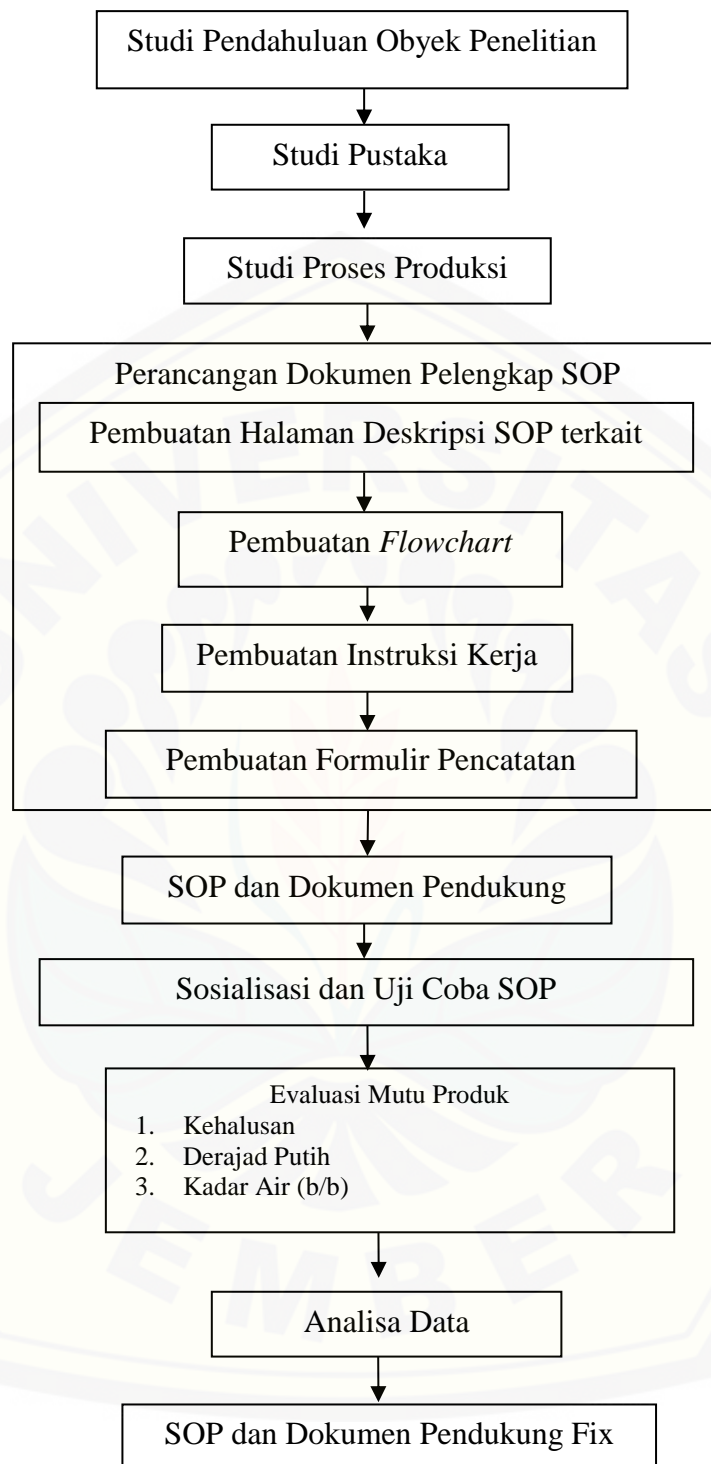 Studi Pendahuluan Obyek Penelitian
Studi Pustaka
Studi Proses Produksi
Perancangan Dokumen Pelengkap SOP
Pembuatan Halaman Deskripsi SOP terkait
Pembuatan Flowchart
Pembuatan Instruksi Kerja
Pembuatan Formulir Pencatatan
SOP dan Dokumen Pendukung
Sosialisasi dan Uji Coba SOP
Evaluasi Mutu Produk
1. Kehalusan
2. Derajad Putih
3. Kadar Air (b/b)
Analisa Data
SOP dan Dokumen Pendukung Fix
UNIVERSITAS
JEMBER